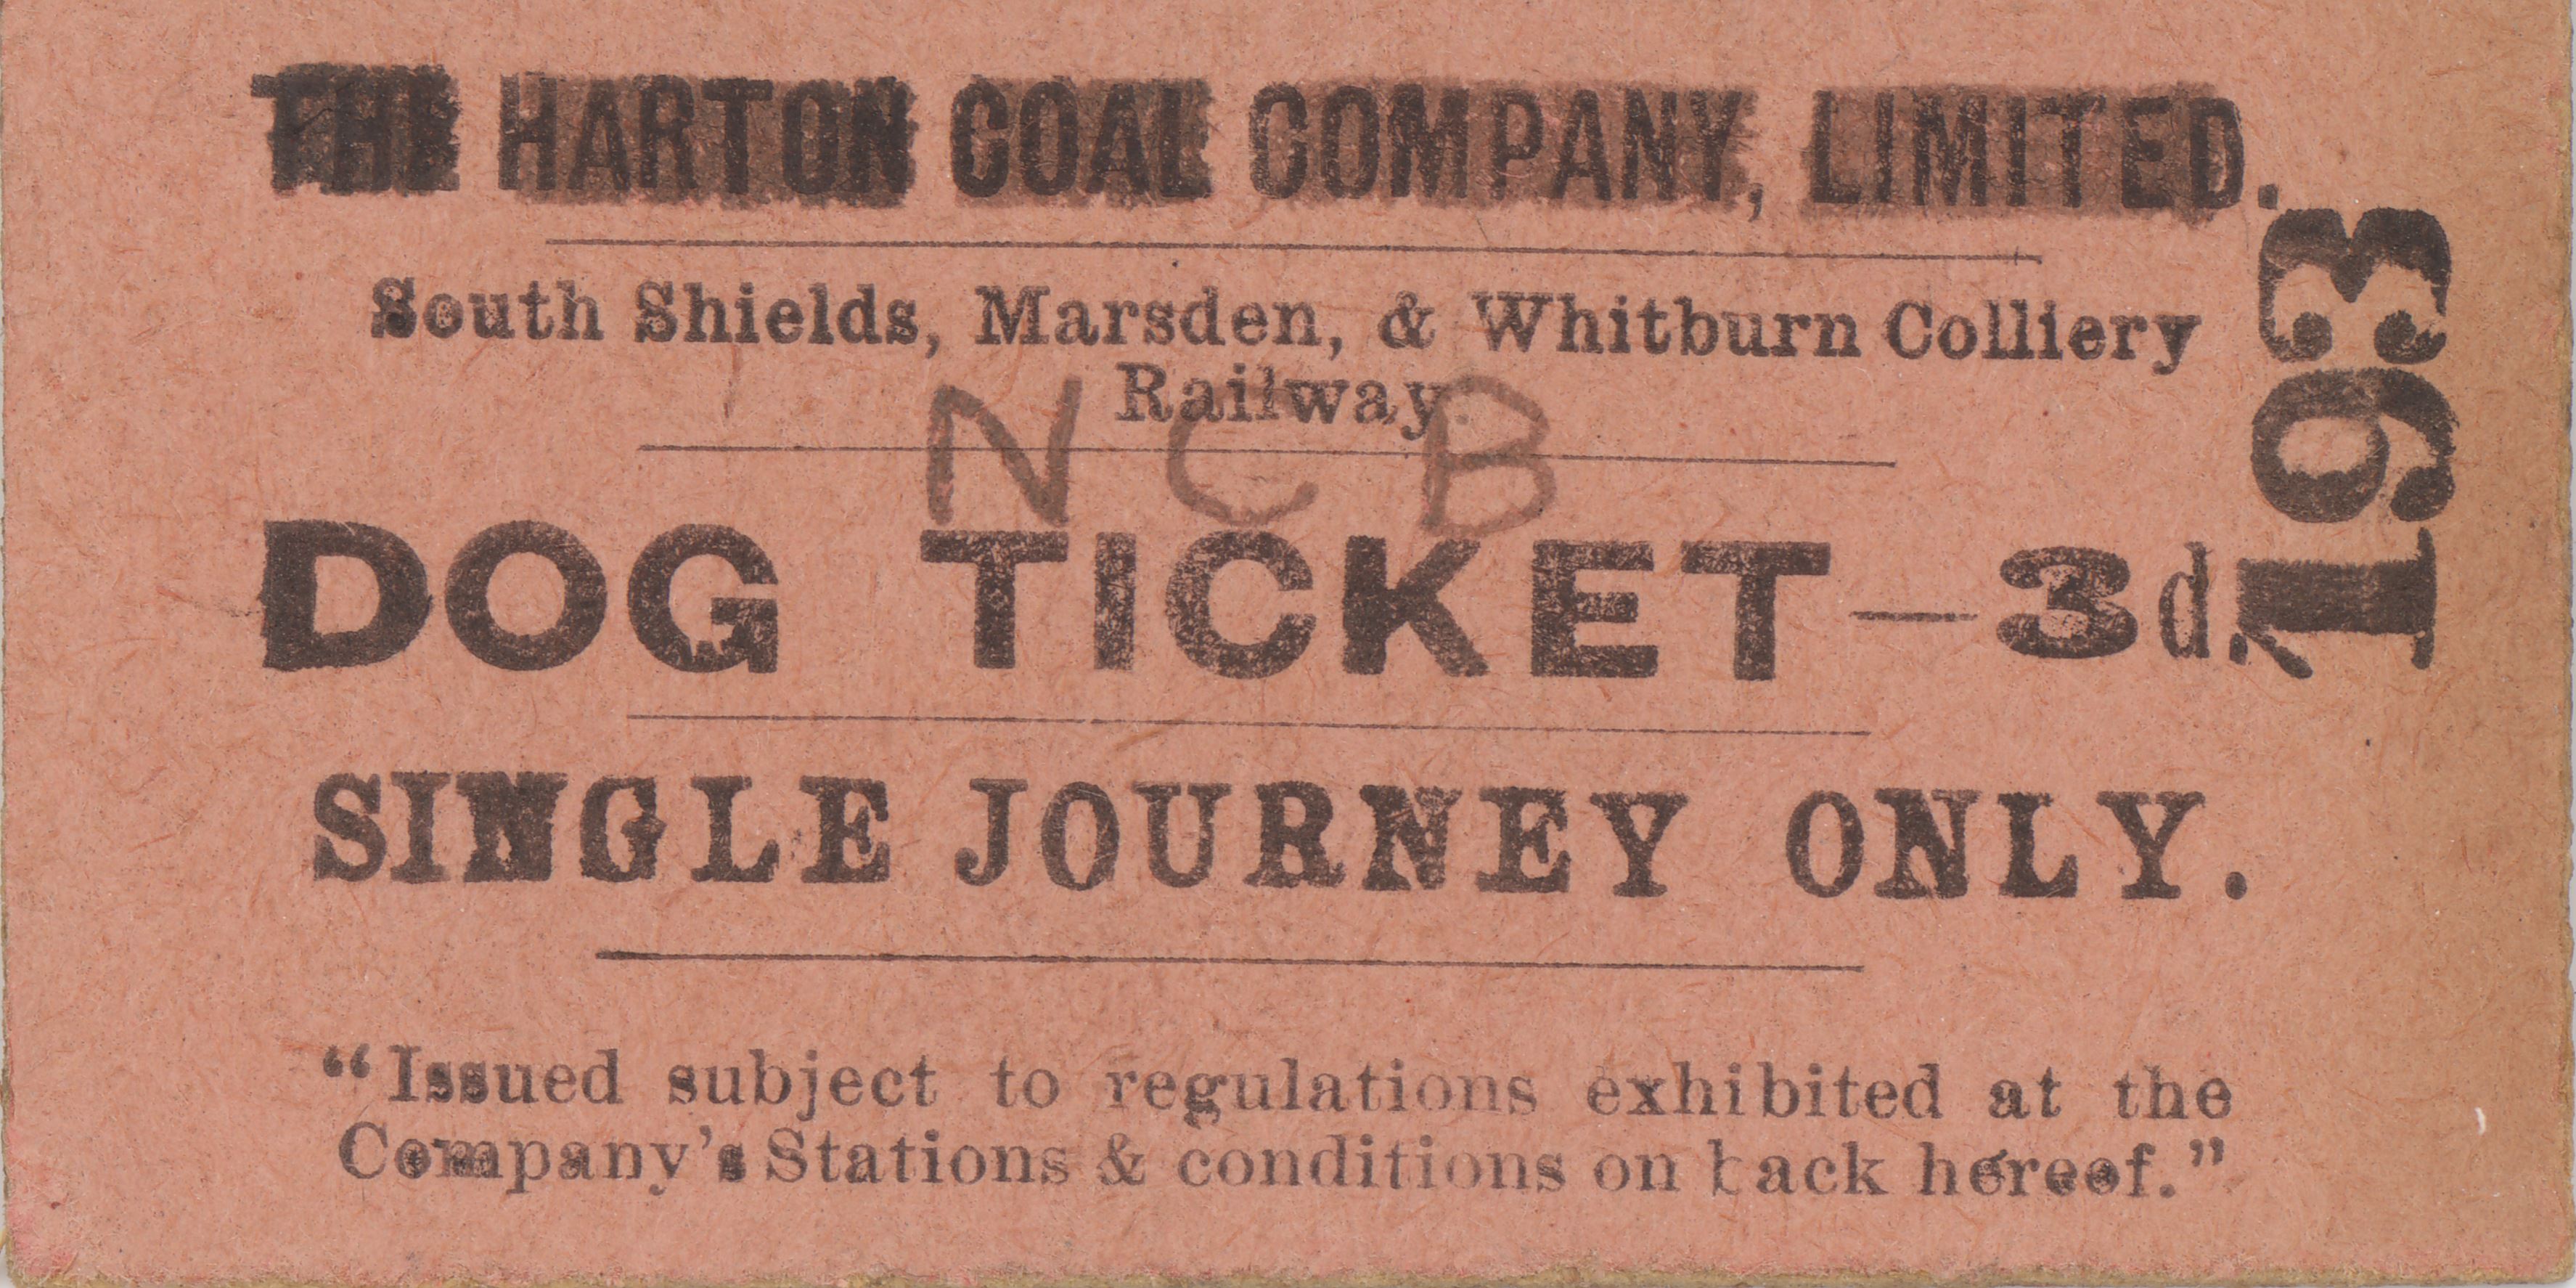 THE HARTON COAL COMPANY, LIMITED.
South Shields, Marsden, & Whitburn Colliery
Railway
N C B
DOG TICKET—3d.
SINGLE JOURNEY ONLY.
"Issued subject to regulations exhibited at the
Company's Stations & conditions on back hereof."
193